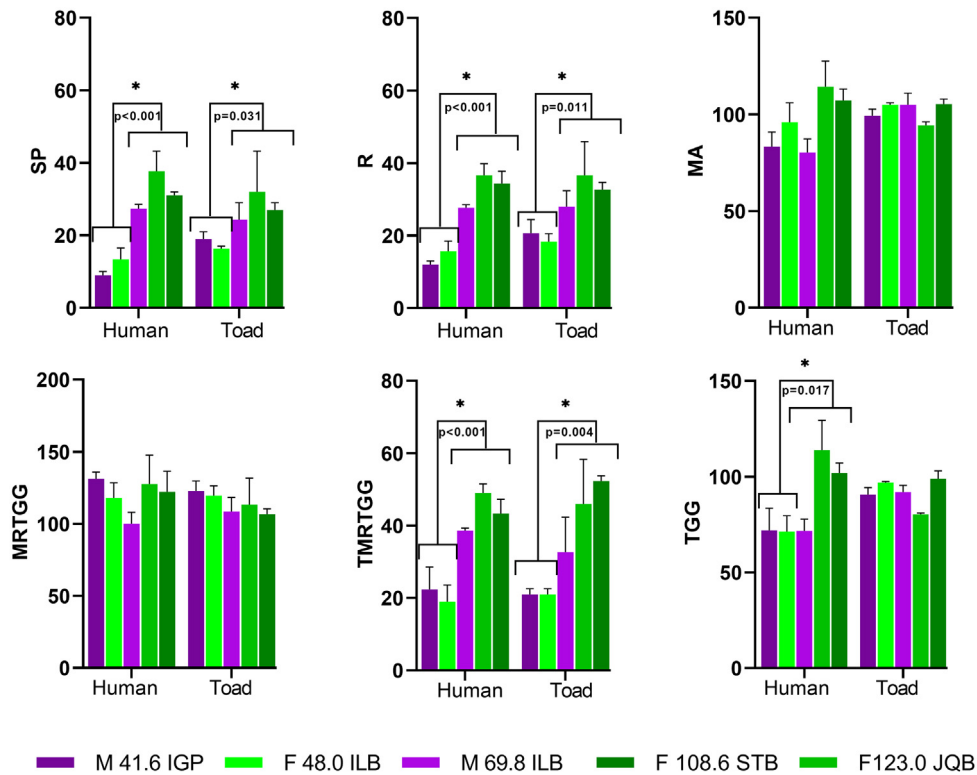 80
60
40
20
0
SP
*
p<0.001
*
p=0.031
Human Toad
80
60
40
20
0
R
*
p<0.001
*
p=0.011
Human Toad
150
100
50
0
MA
Human Toad
200
150
100
50
0
MRTGG
Human Toad
80
60
40
20
0
TMRTGG
*
p<0.001
*
p=0.004
Human Toad
150
100
50
0
TGG
*
p=0.017
Human Toad
M 41.6 IGP F 48.0 ILB M 69.8 ILB F 108.6 STB F123.0 JQB